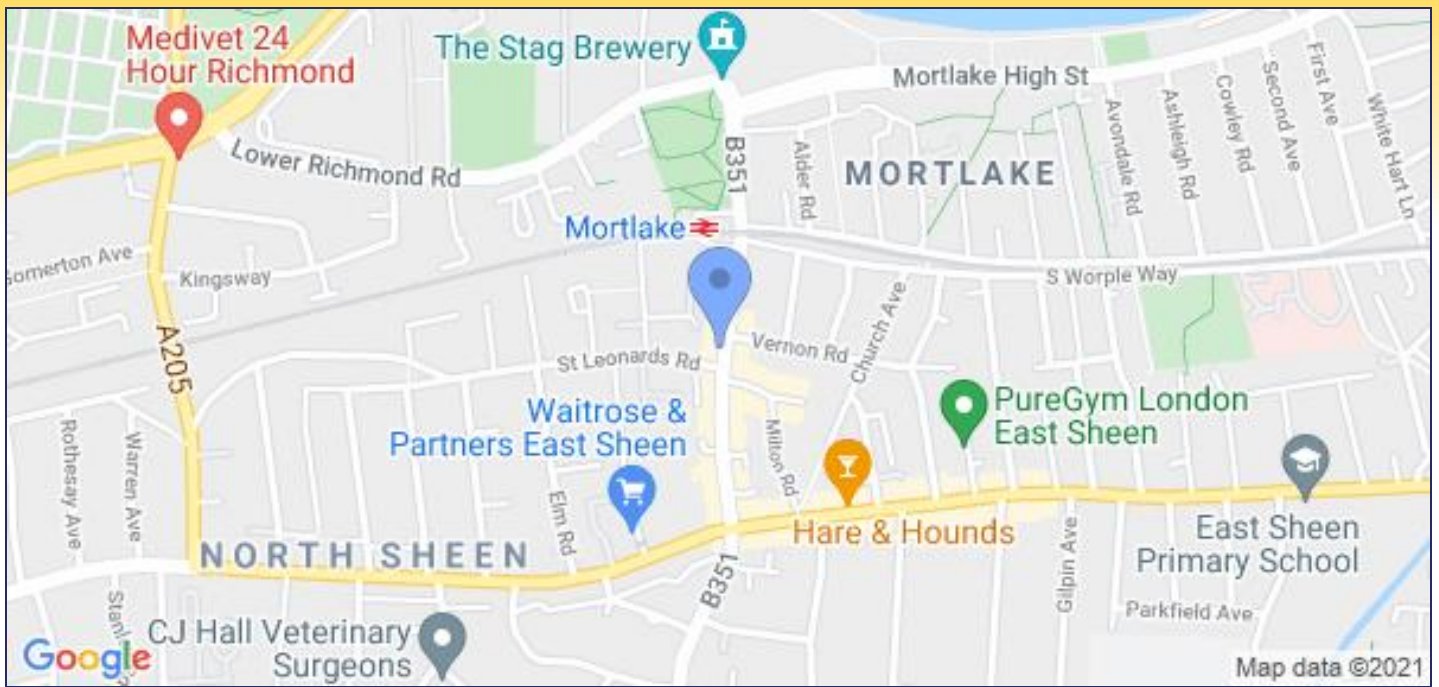 Medivet 24
Hour Richmond
The Stag Brewery
Mortlake High St
First Ave
Second Ave
Cowley Rd
Ashleigh Rd
Avondale Rd
White Hart Ln
Lower Richmond Rd
B351
Alder Rd
MORTLAKE
Mortlake
Somerton Ave
Kingsway
S Worple Way
A205
St Leonards Rd
Vernon Rd
Church Ave
Waitrose &
Partners East Sheen
PureGym London
East Sheen
Rothesay Ave
Warren Ave
Elm Rd
Milton Rd
Hare & Hounds
East Sheen
Primary School
NORTH SHEEN
B351
Gilpin Ave
Parkfield Ave
CJ Hall Veterinary
Surgeons
Google
Map data ©2021